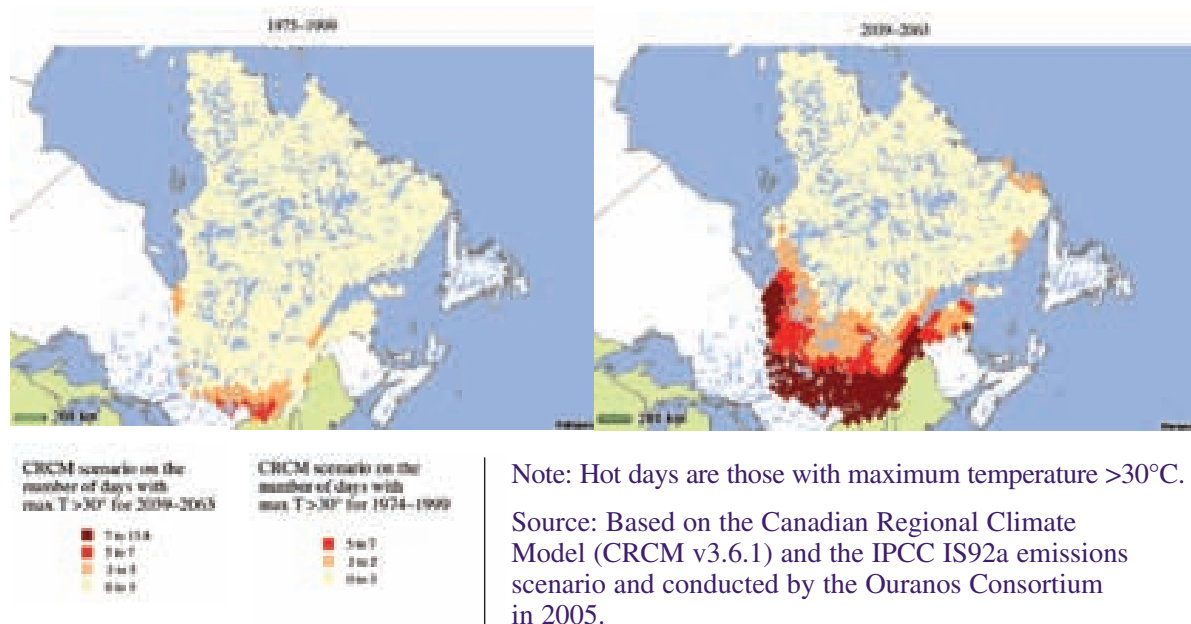 1975–1999
2039–2063
200 km
200 km
CRCM scenario on the
number of days with
max T >30° for 2039–2063
5 to 7
0 to 3
CRCM scenario on the
number of days with
max T >30° for 1974–1999
5 to 7
0 to 3
Note: Hot days are those with maximum temperature >30°C.
Source: Based on the Canadian Regional Climate
Model (CRCM v3.6.1) and the IPCC IS92a emissions
scenario and conducted by the Ouranos Consortium
in 2005.